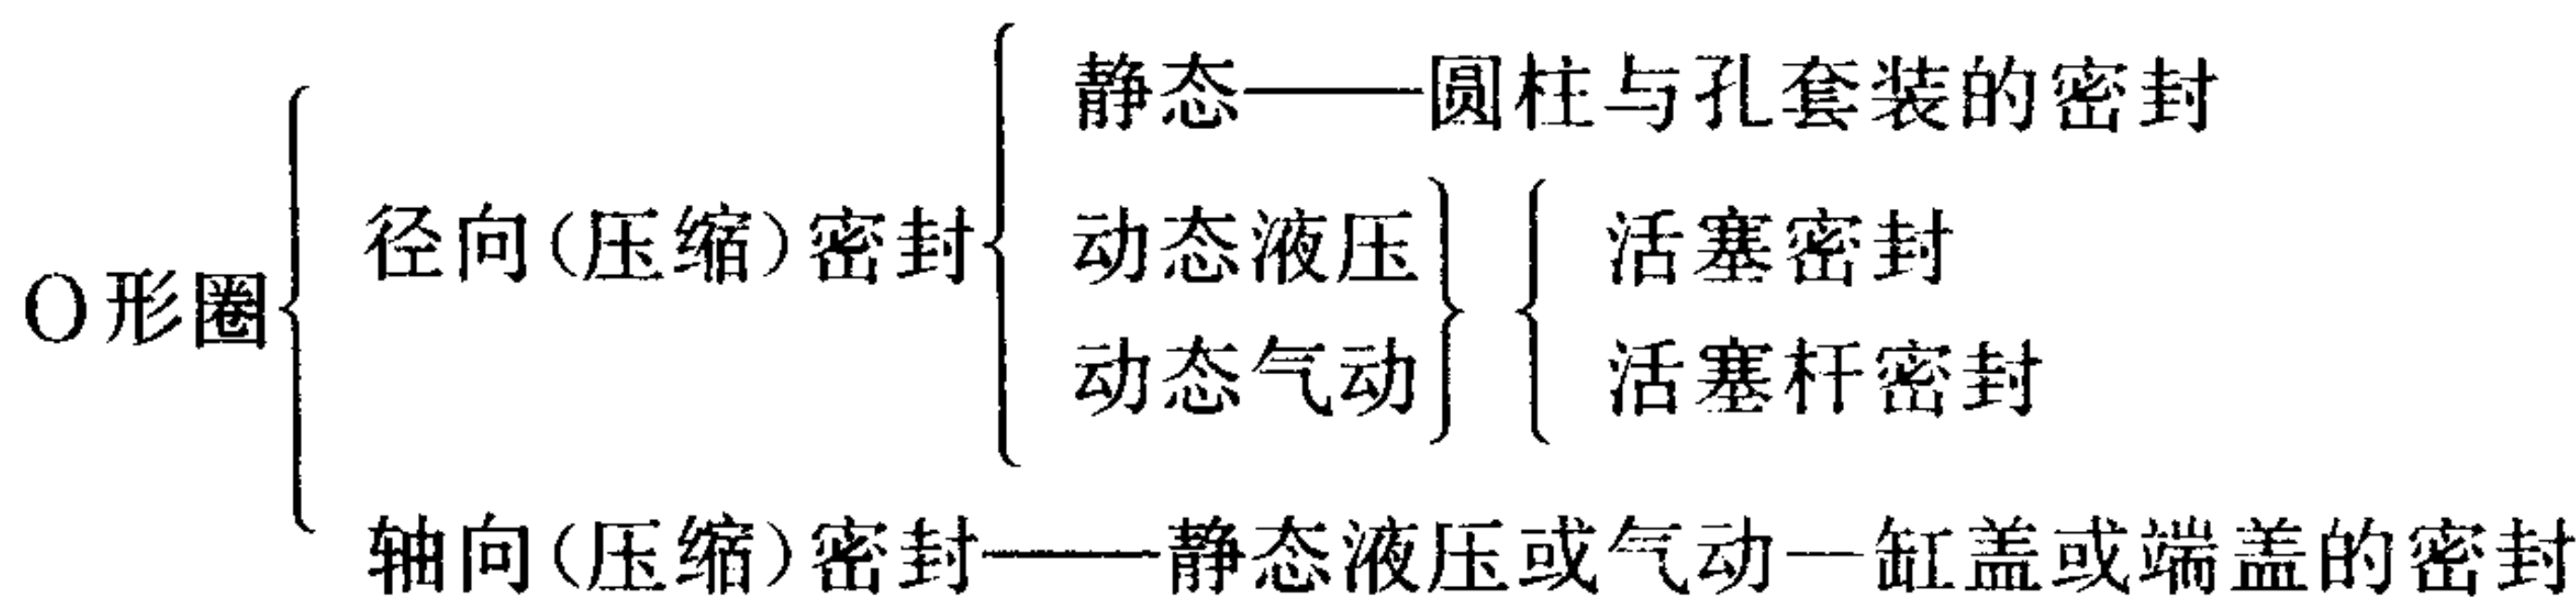 静态——圆柱与孔套装的密封
径向(压缩)密封
动态液压
活塞密封
O形圈
动态气动
活塞杆密封
轴向(压缩)密封——静态液压或气动—缸盖或端盖的密封